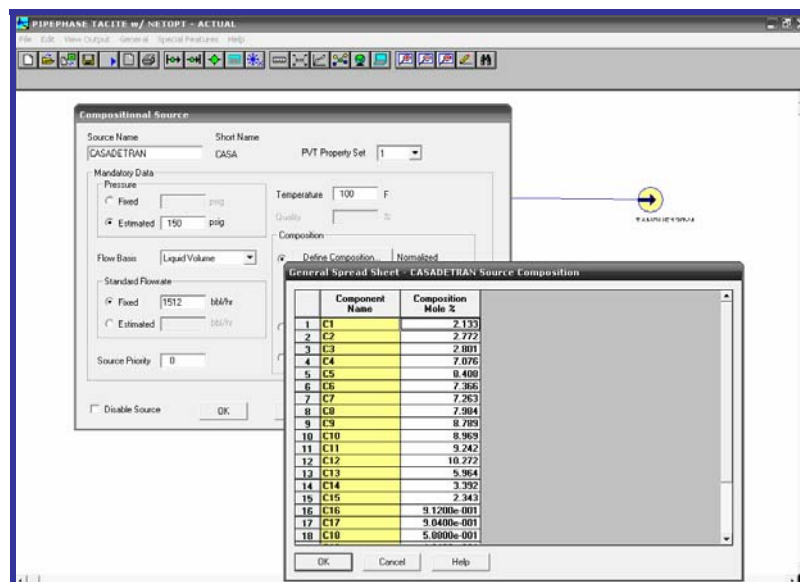 PIPEPHASE TACITE w/ NETOPT - ACTUAL
File Edit View Output General Special Features Help
Compositional Source
Source Name
Short Name
CASADETRAN
CASA
PVT Property Set 1
Mandatory Data
Pressure
Fixed
psig
Temperature 100 F
Estimated 150 psig
Quality %
Composition
Flow Basis Liquid Volume
Define Composition... Normalized
Standard Flowrate
Fixed 1512 bbl/hr
Estimated bbl/hr
Source Priority 0
Disable Source
OK
General Spread Sheet - CASADETRAN Source Composition
Component Name
Composition Mole %
1 C1 2.133
2 C2 2.772
3 C3 2.801
4 C4 7.076
5 C5 8.408
6 C6 7.366
7 C7 7.263
8 C8 7.984
9 C9 8.789
10 C10 8.969
11 C11 9.242
12 C12 10.272
13 C13 5.964
14 C14 3.392
15 C15 2.343
16 C16 9.1200e-001
17 C17 9.0400e-001
18 C18 5.0800e-001
OK Cancel Help